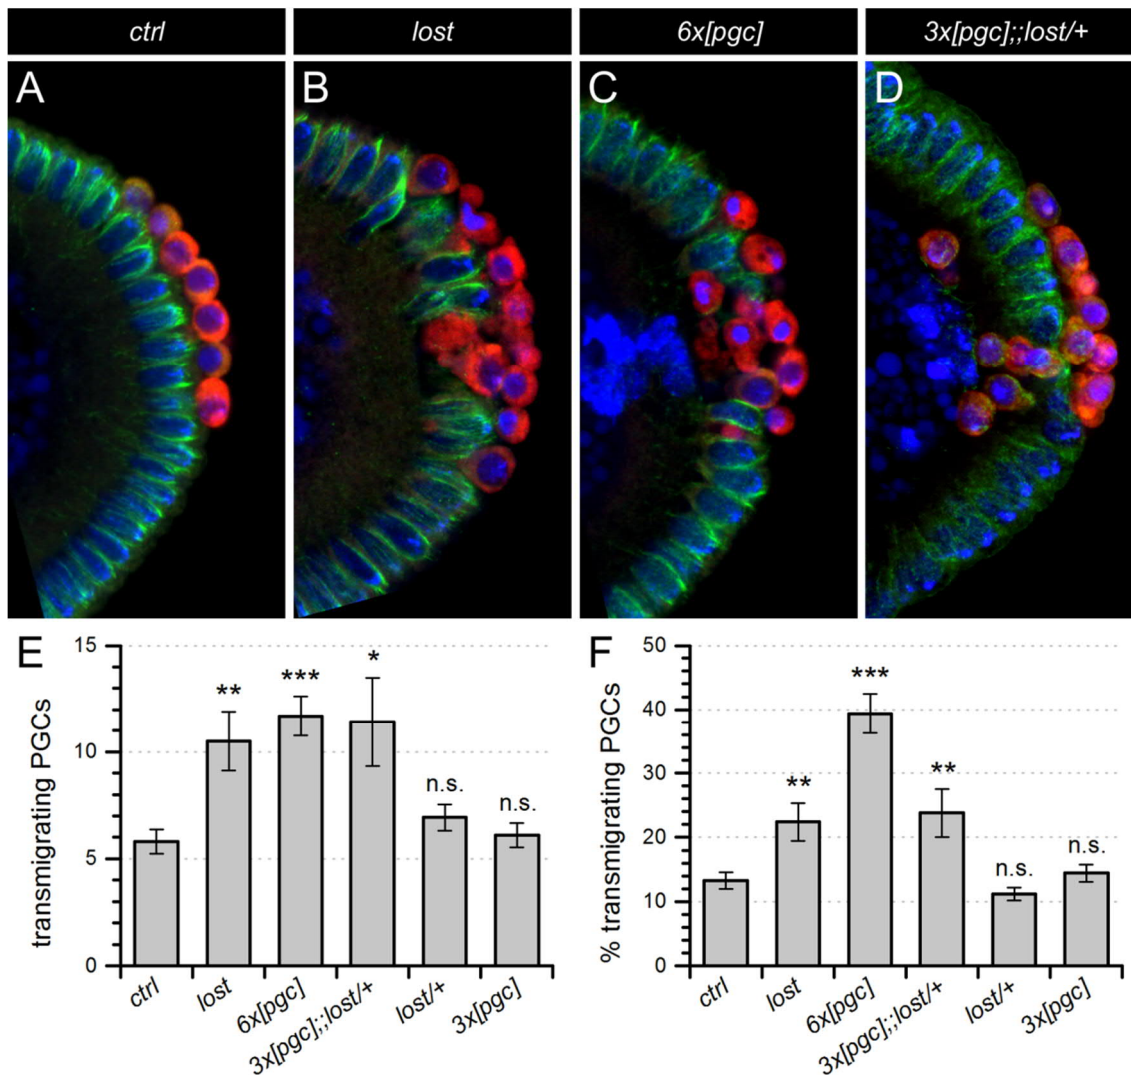 ctrl
lost
6x[pgc]
3x[pgc];;lost/+
A
B
C
D
E
transmigrating PGCs
15
10
5
0
**
***
*
n.s.
n.s.
ctrl
lost
6x[pgc]
3x[pgc];;lost/+
lost/+
3x[pgc]
F
% transmigrating PGCs
50
40
30
20
10
0
**
***
**
n.s.
n.s.
ctrl
lost
6x[pgc]
3x[pgc];;lost/+
lost/+
3x[pgc]